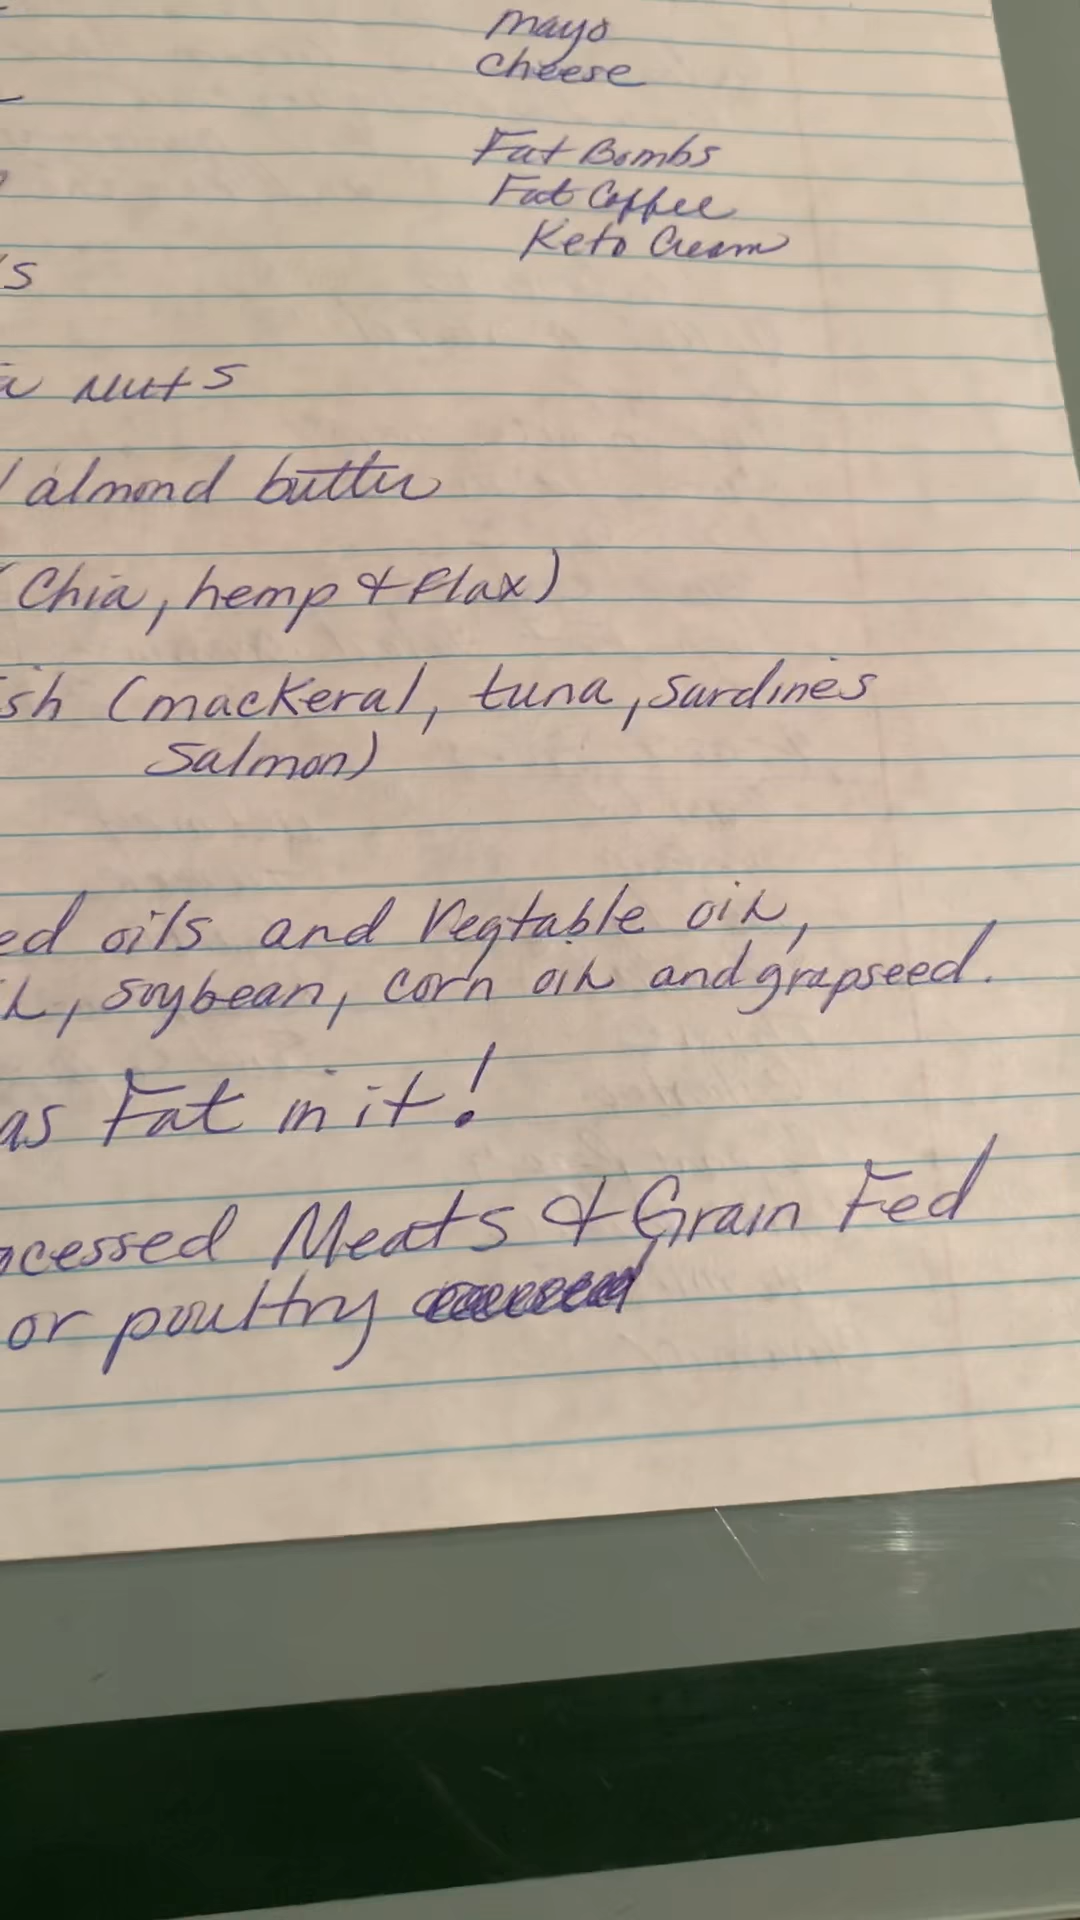 mayo
cheese
Fat Bombs
Fat Coffee
Keto Cream
s
nuts
/ almond butter
(Chia, hemp & flax)
sh (mackeral, tuna, sardines
Salmon)
ed oils and Vegtable oil,
soybean, corn oil and grapseed.
as Fat in it!
ocessed Meats & Grain Fed
or poultry